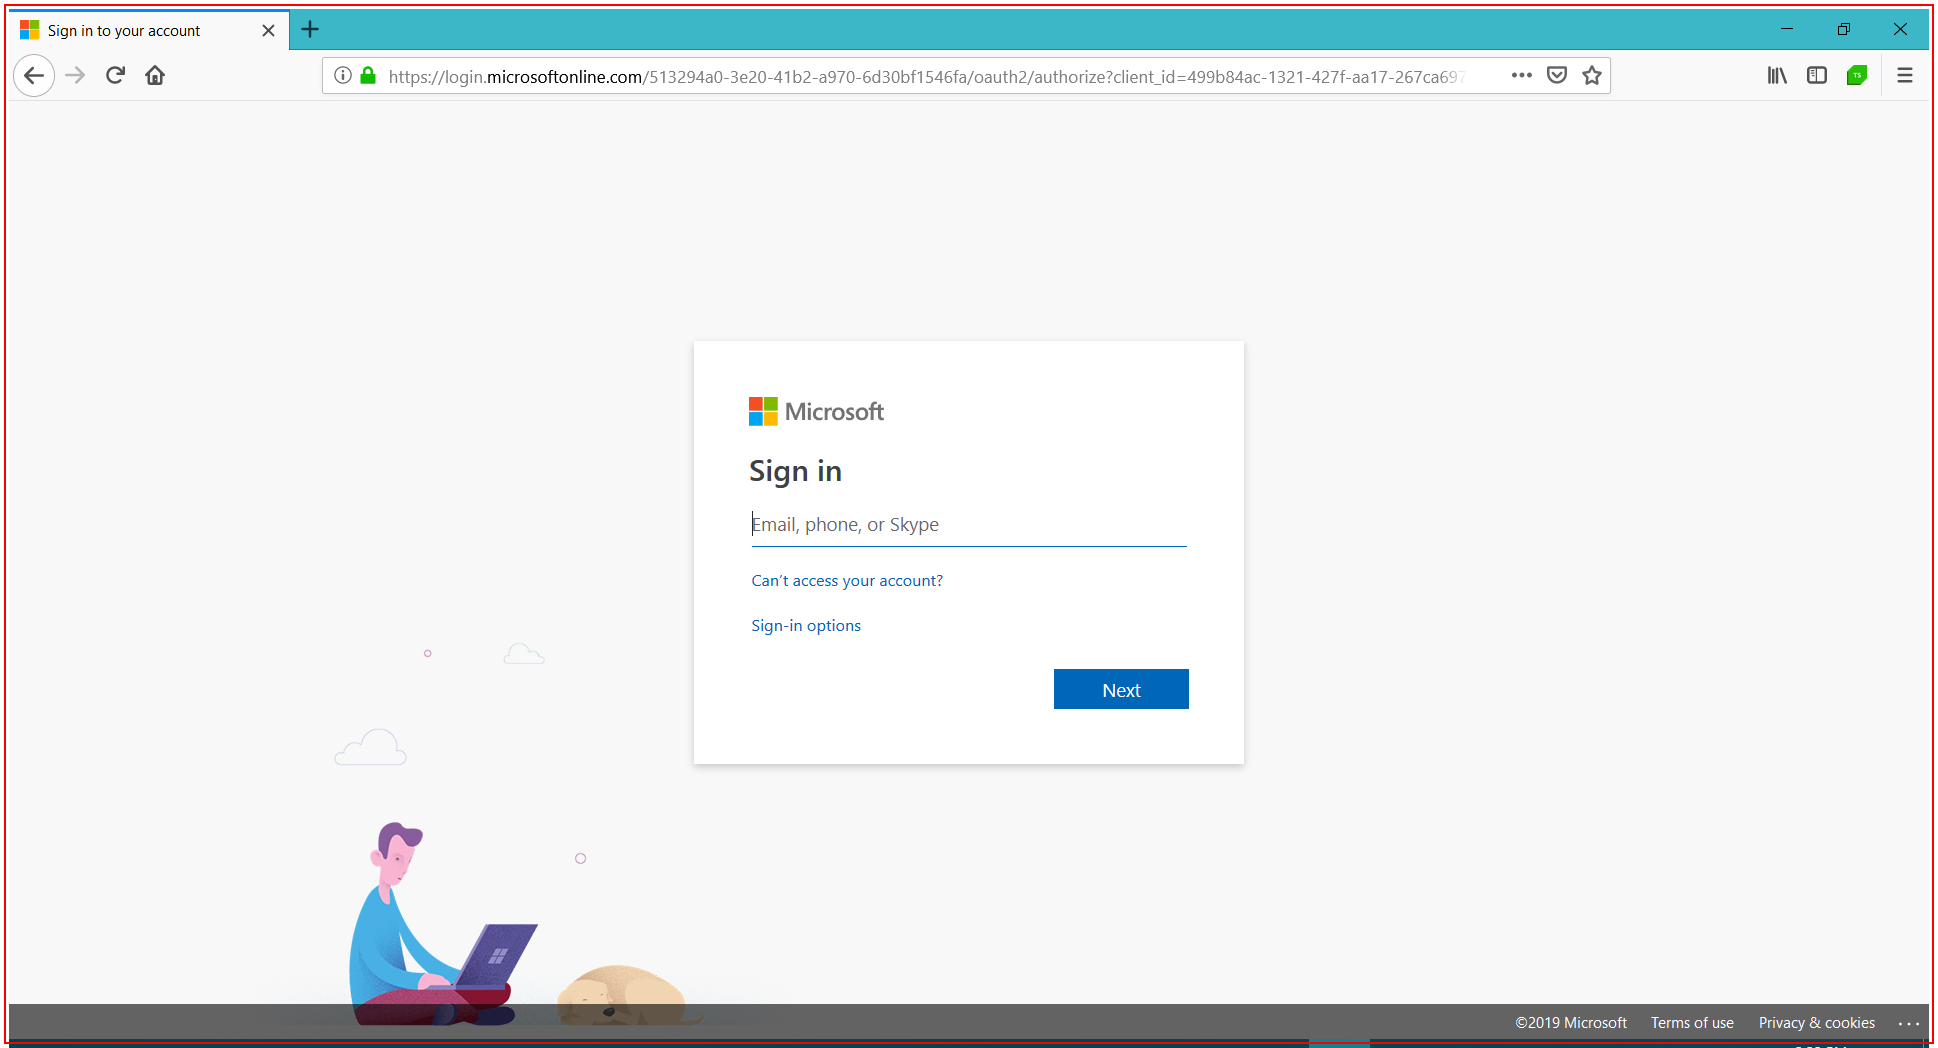 Sign in to your account
https://login.microsoftonline.com/513294a0-3e20-41b2-a970-6d30bf1546fa/oauth2/authorize?client_id=499b84ac-1321-427f-aa17-267ca697
TS
Microsoft
Sign in
Email, phone, or Skype
Can't access your account?
Sign-in options
Next
©2019 Microsoft Terms of use Privacy & cookies ...